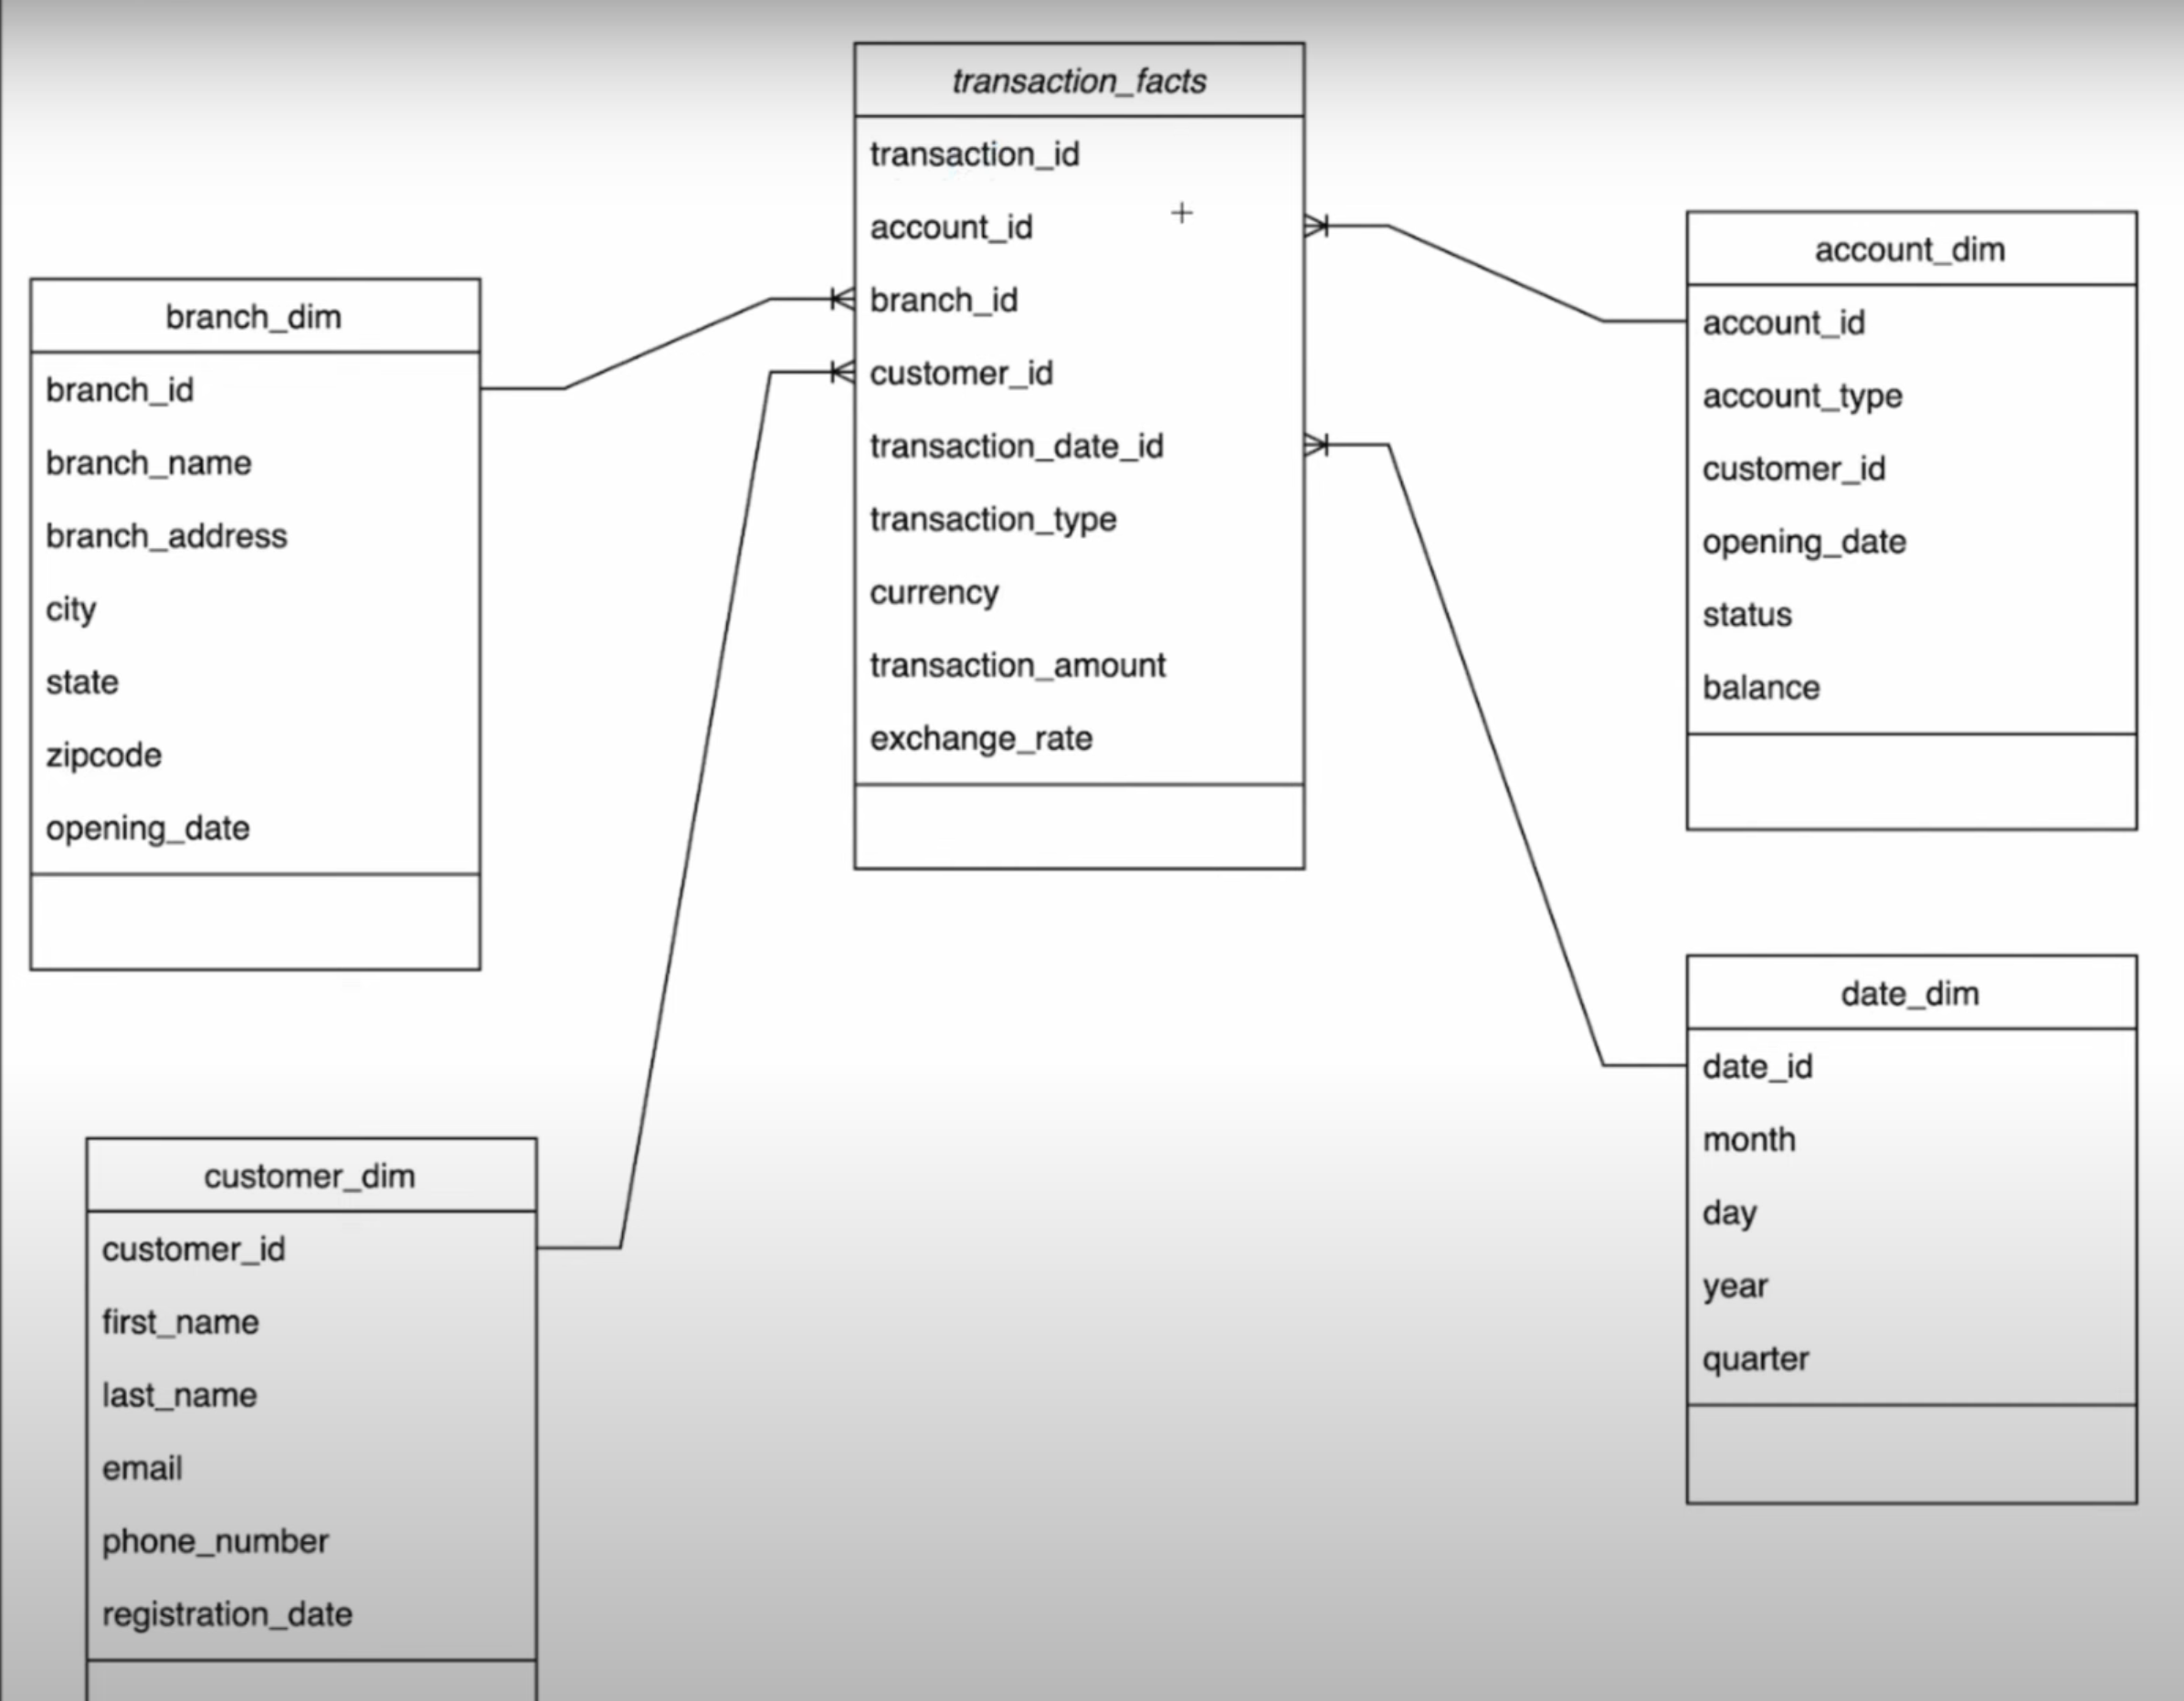 transaction_facts
transaction_id
account_id
branch_id
customer_id
transaction_date_id
transaction_type
currency
transaction_amount
exchange_rate
branch_dim
branch_id
branch_name
branch_address
city
state
zipcode
opening_date
account_dim
account_id
account_type
customer_id
opening_date
status
balance
customer_dim
customer_id
first_name
last_name
email
phone_number
registration_date
date_dim
date_id
month
day
year
quarter